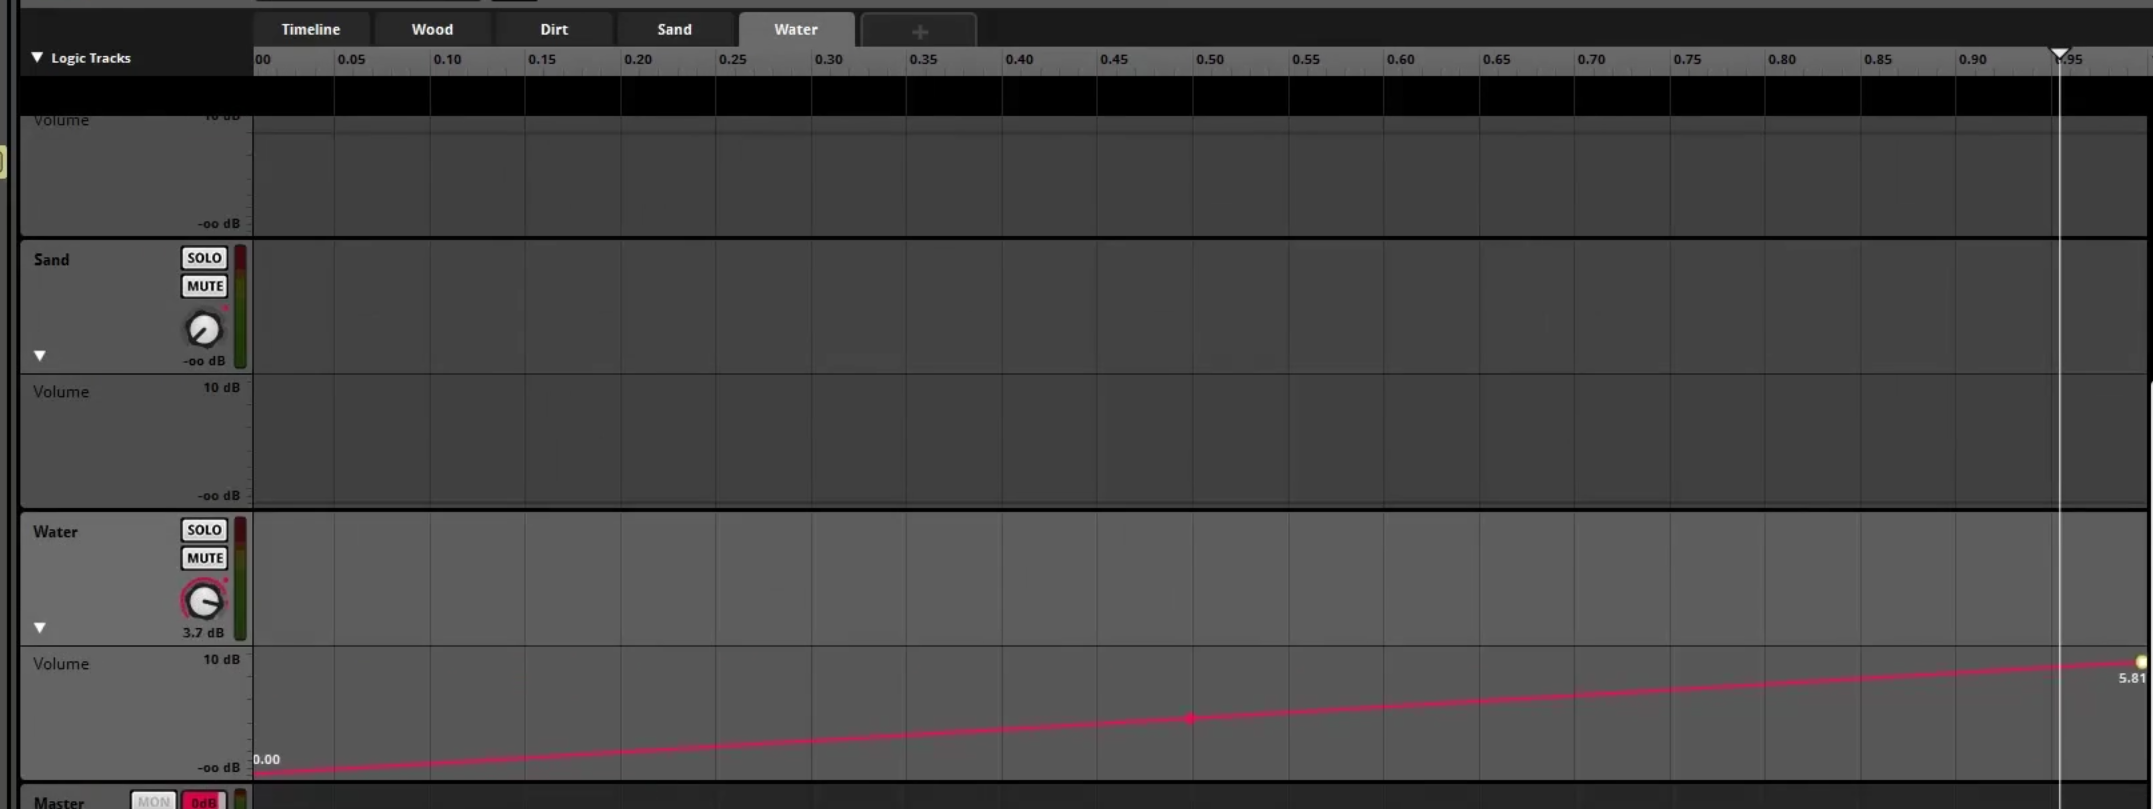 Timeline Wood Dirt Sand Water +
Logic Tracks
00 0.05 0.10 0.15 0.20 0.25 0.30 0.35 0.40 0.45 0.50 0.55 0.60 0.65 0.70 0.75 0.80 0.85 0.90 0.95
Volume 10 dB
-oo dB
Sand SOLO
MUTE
-oo dB
Volume 10 dB
-oo dB
Water SOLO
MUTE
3.7 dB
Volume 10 dB
5.81
0.00
-oo dB
Master MON 0dB